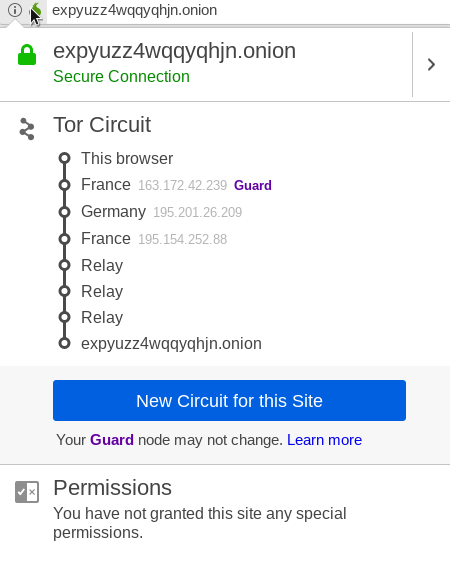 expyuzz4wqqyqhjn.onion
expyuzz4wqqyqhjn.onion
Secure Connection
Tor Circuit
This browser
France 163.172.42.239 Guard
Germany 195.201.26.209
France 195.154.252.88
Relay
Relay
Relay
expyuzz4wqqyqhjn.onion
New Circuit for this Site
Your Guard node may not change. Learn more
Permissions
You have not granted this site any special
permissions.